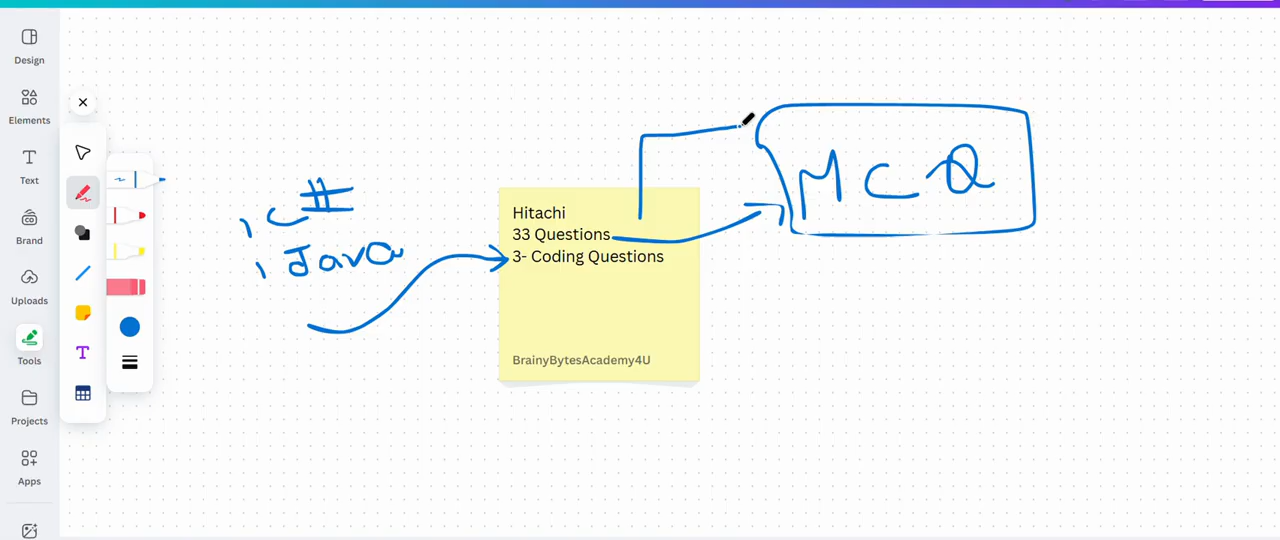 Design
Elements
Text
Brand
Uploads
Tools
Projects
Apps
C#
Java
Hitachi
33 Questions
3- Coding Questions
BrainyBytesAcademy4U
MCQ